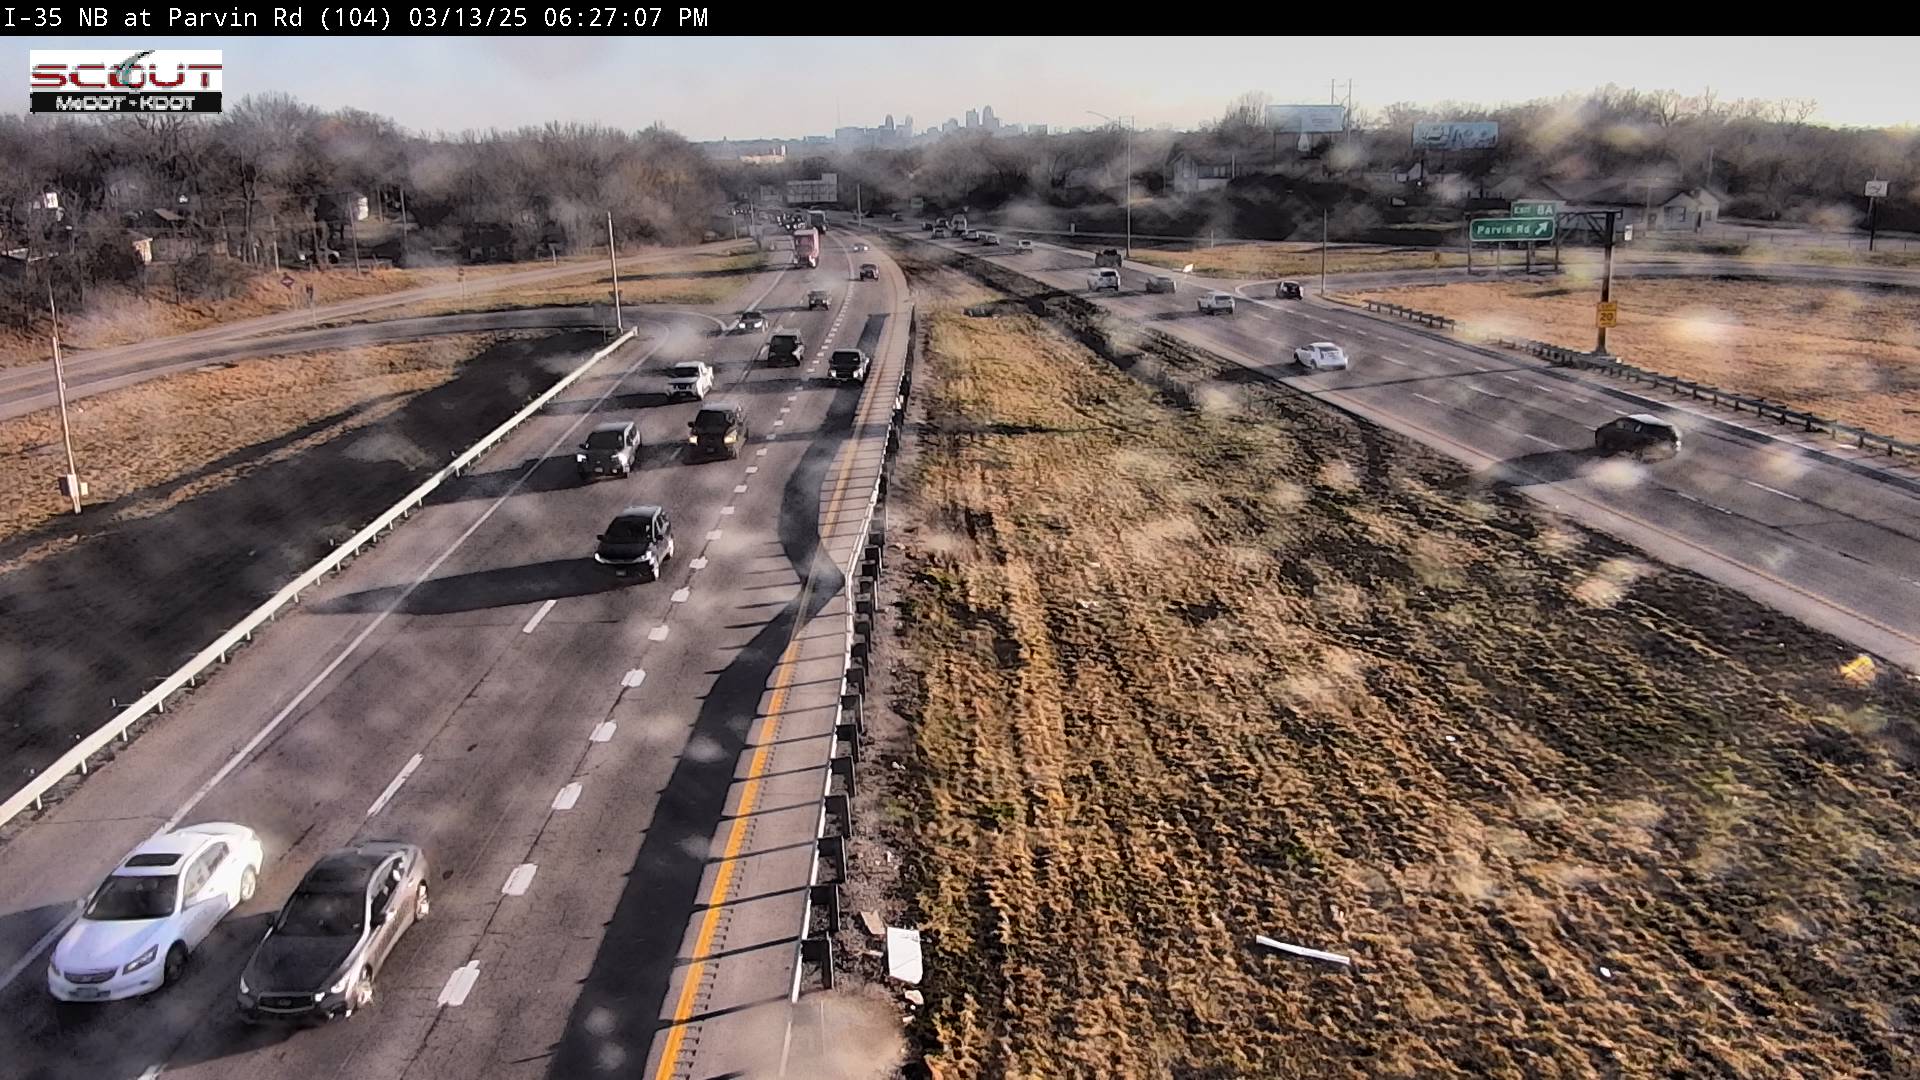 I-35 NB at Parvin Rd (104) 03/13/25 06:27:07 PM
SCOUT
MoDOT - KDOT
EXIT 8A
Parvin Rd
20